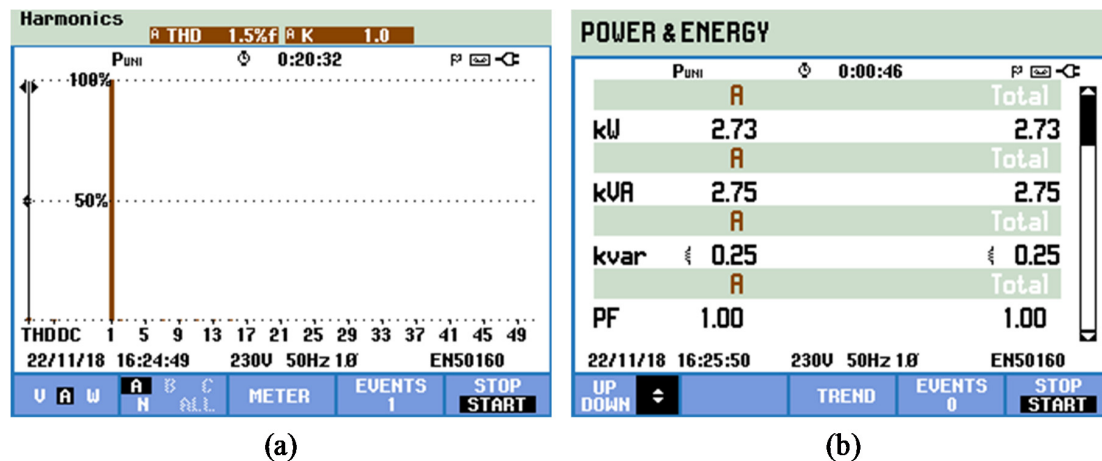 Harmonics
A THD 1.5%f A K 1.0
PUNI 0:20:32
100%
50%
THD DC 1 5 9 13 17 21 25 29 33 37 41 45 49
22/11/18 16:24:49 230V 50Hz 1Ø EN50160
V A W A B C N ALL METER EVENTS 1 STOP START
(a)
POWER & ENERGY
PUNI 0:00:46
A Total
kW 2.73 2.73
A Total
kVA 2.75 2.75
A Total
kvar 0.25 0.25
A Total
PF 1.00 1.00
22/11/18 16:25:50 230V 50Hz 1Ø EN50160
UP DOWN TREND EVENTS 0 STOP START
(b)